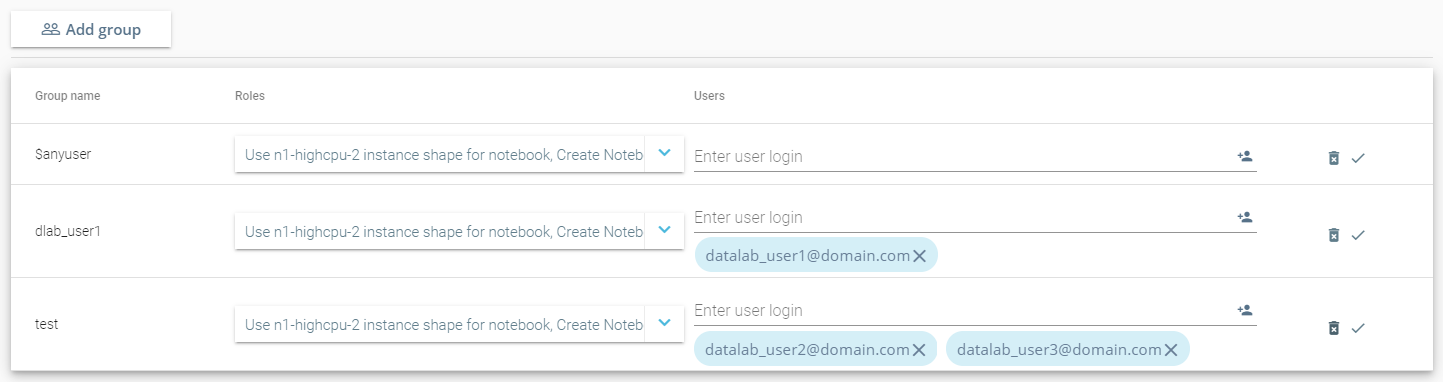 Add group
Group name Roles Users
$anyuser Use n1-highcpu-2 instance shape for notebook, Create Noteb Enter user login
dlab_user1 Use n1-highcpu-2 instance shape for notebook, Create Noteb Enter user login
datalab_user1@domain.com
test Use n1-highcpu-2 instance shape for notebook, Create Noteb Enter user login
datalab_user2@domain.com datalab_user3@domain.com